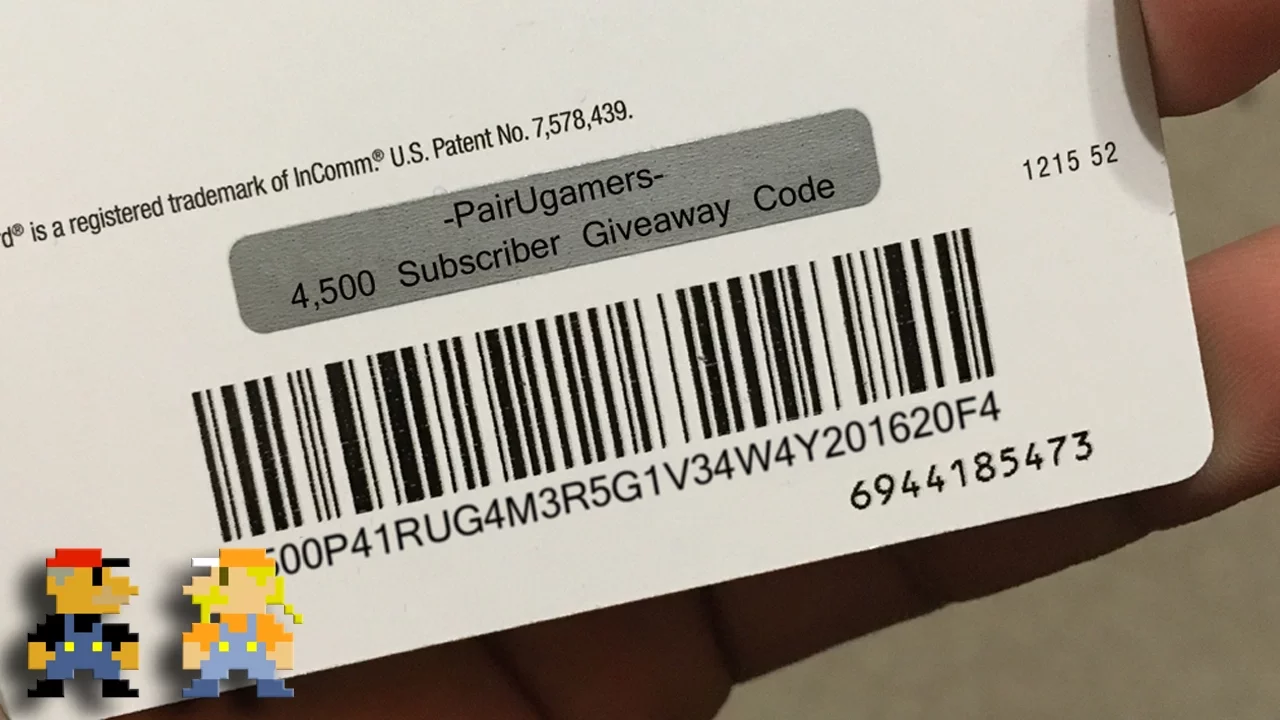 d® is a registered trademark of InComm.® U.S. Patent No. 7,578,439.
1215 52
-PairUgamers-
4,500 Subscriber Giveaway Code
500P41RUG4M3R5G1V34W4Y201620F4
6944185473